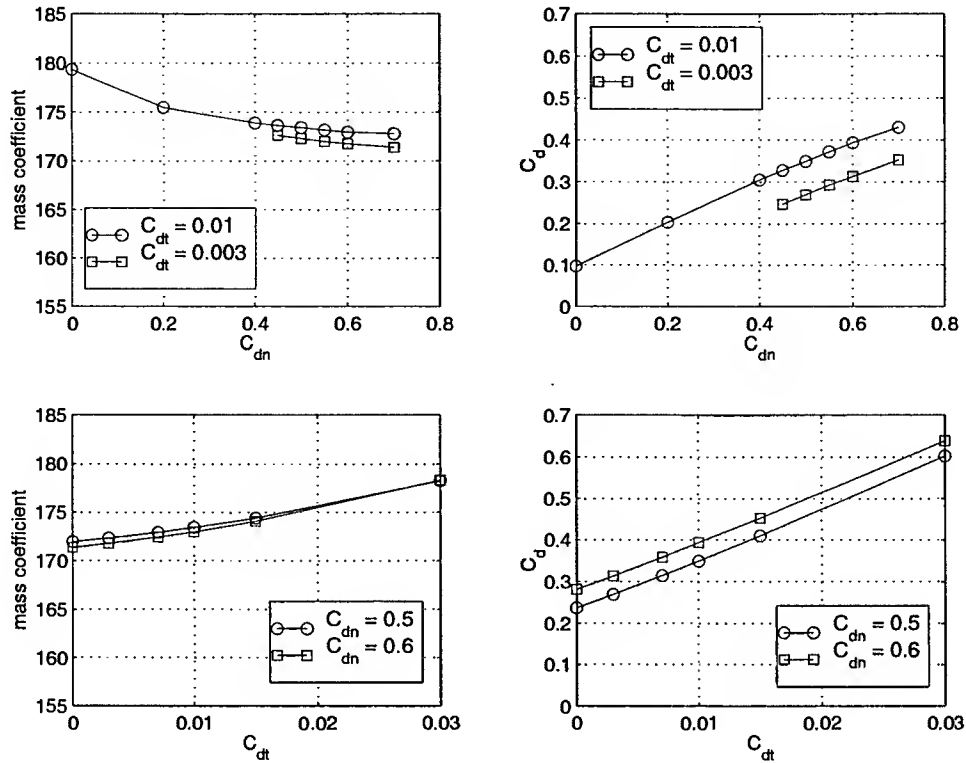 185
180
175
170
165
160
155
mass coefficient
C_dt = 0.01
C_dt = 0.003
0 0.2 0.4 0.6 0.8
C_dn
0.7
0.6
0.5
0.4
0.3
0.2
0.1
0
C_d
C_dt = 0.01
C_dt = 0.003
0 0.2 0.4 0.6 0.8
C_dn
185
180
175
170
165
160
155
mass coefficient
C_dn = 0.5
C_dn = 0.6
0 0.01 0.02 0.03
C_dt
0.7
0.6
0.5
0.4
0.3
0.2
0.1
0
C_d
C_dn = 0.5
C_dn = 0.6
0 0.01 0.02 0.03
C_dt